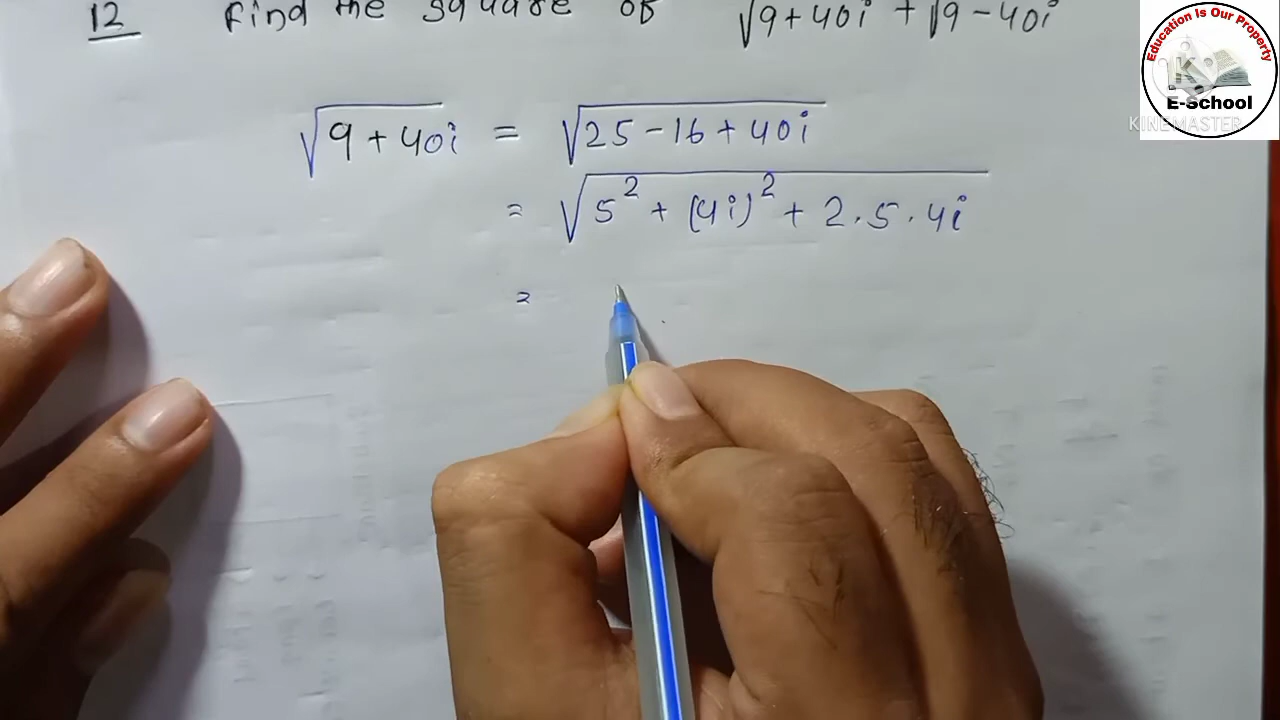 12 Find the square of √9+40i + √9-40i
√9+40i = √25-16+40i
= √5² + (4i)² + 2.5.4i
=
Education Is Our Property
K
E-School
KINEMASTER